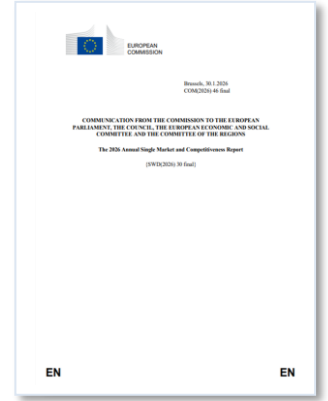 EUROPEAN
COMMISSION
Brussels, 30.1.2026
COM(2026) 46 final
COMMUNICATION FROM THE COMMISSION TO THE EUROPEAN
PARLIAMENT, THE COUNCIL, THE EUROPEAN ECONOMIC AND SOCIAL
COMMITTEE AND THE COMMITTEE OF THE REGIONS
The 2026 Annual Single Market and Competitiveness Report
{SWD(2026) 30 final}
EN
EN